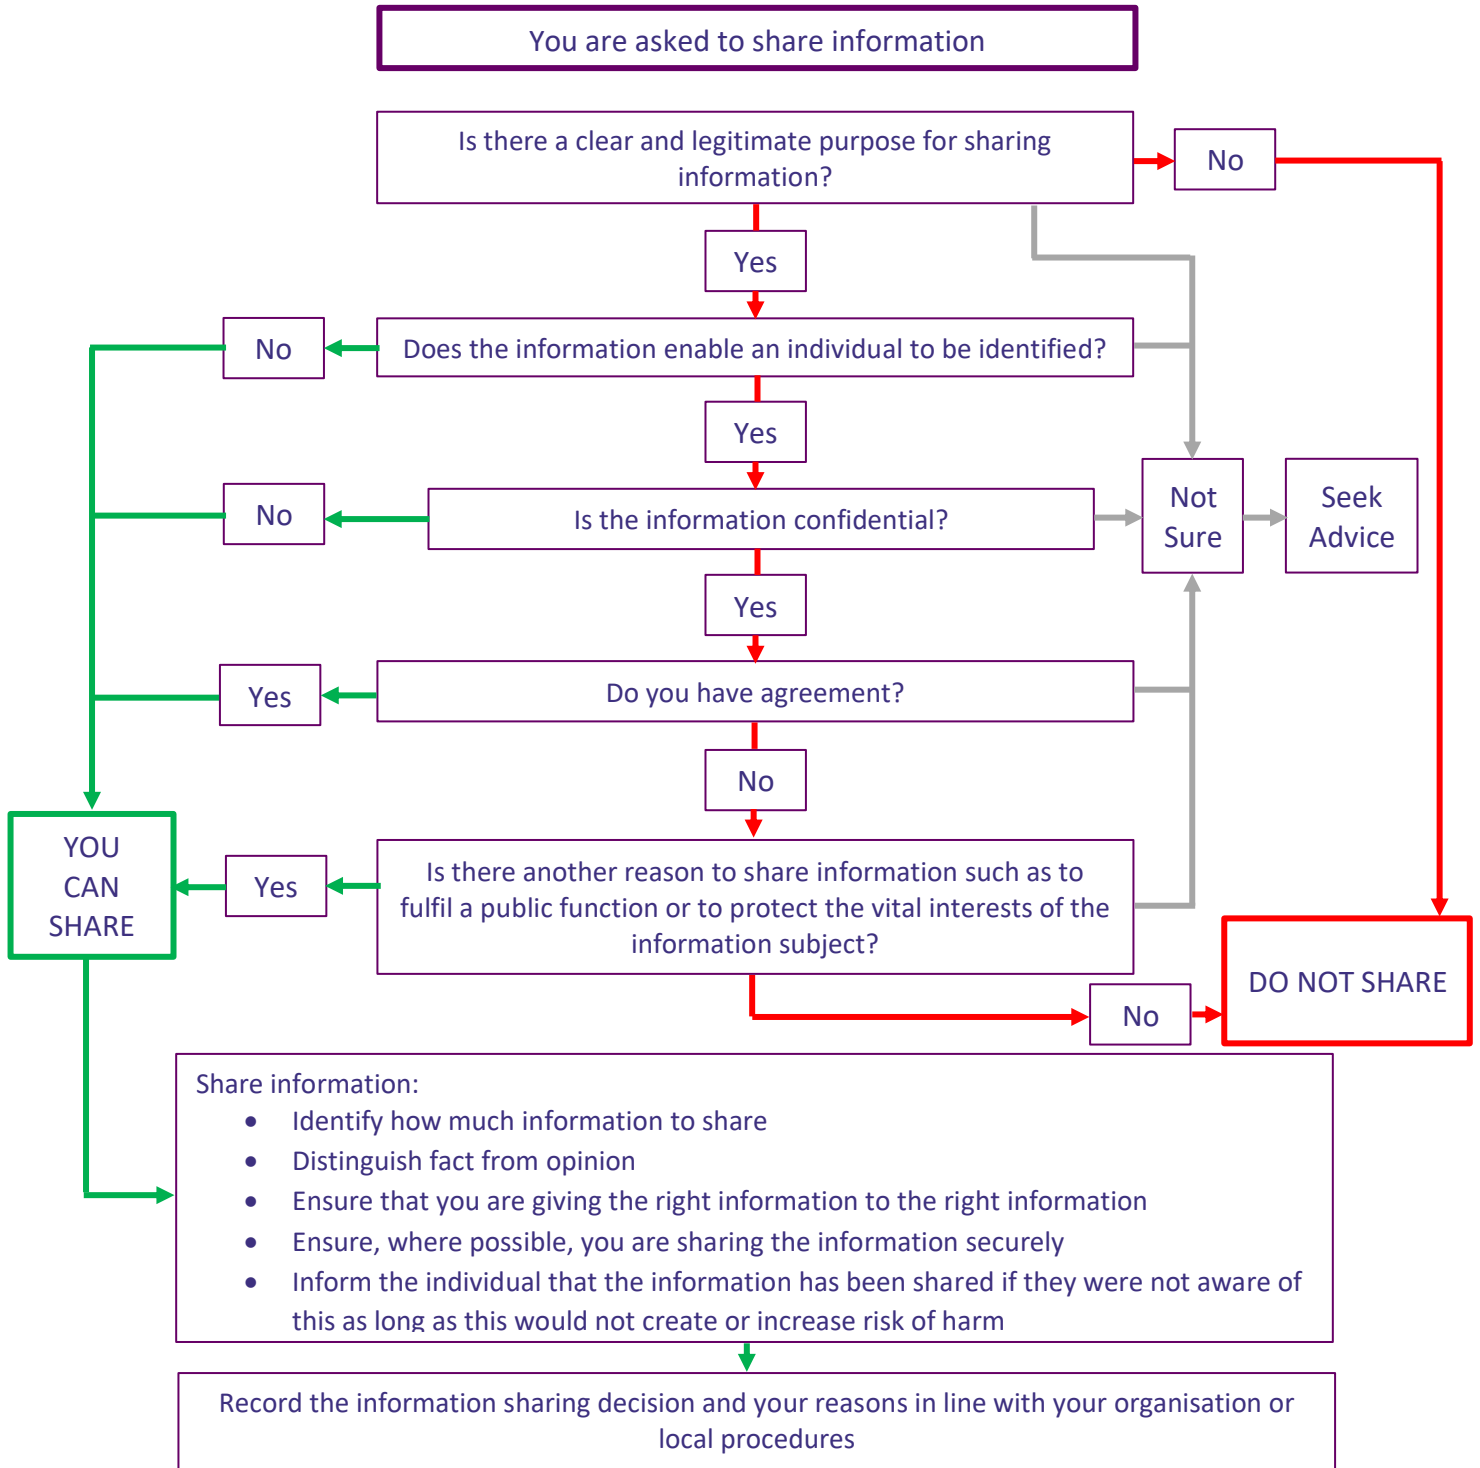 You are asked to share information
Is there a clear and legitimate purpose for sharing
information?
No
Yes
No
Does the information enable an individual to be identified?
Yes
No
Is the information confidential?
Not
Sure
Seek
Advice
Yes
Yes
Do you have agreement?
No
YOU
CAN
SHARE
Yes
Is there another reason to share information such as to
fulfil a public function or to protect the vital interests of the
information subject?
DO NOT SHARE
No
Share information:
• Identify how much information to share
• Distinguish fact from opinion
• Ensure that you are giving the right information to the right information
• Ensure, where possible, you are sharing the information securely
• Inform the individual that the information has been shared if they were not aware of
this as long as this would not create or increase risk of harm
Record the information sharing decision and your reasons in line with your organisation or
local procedures